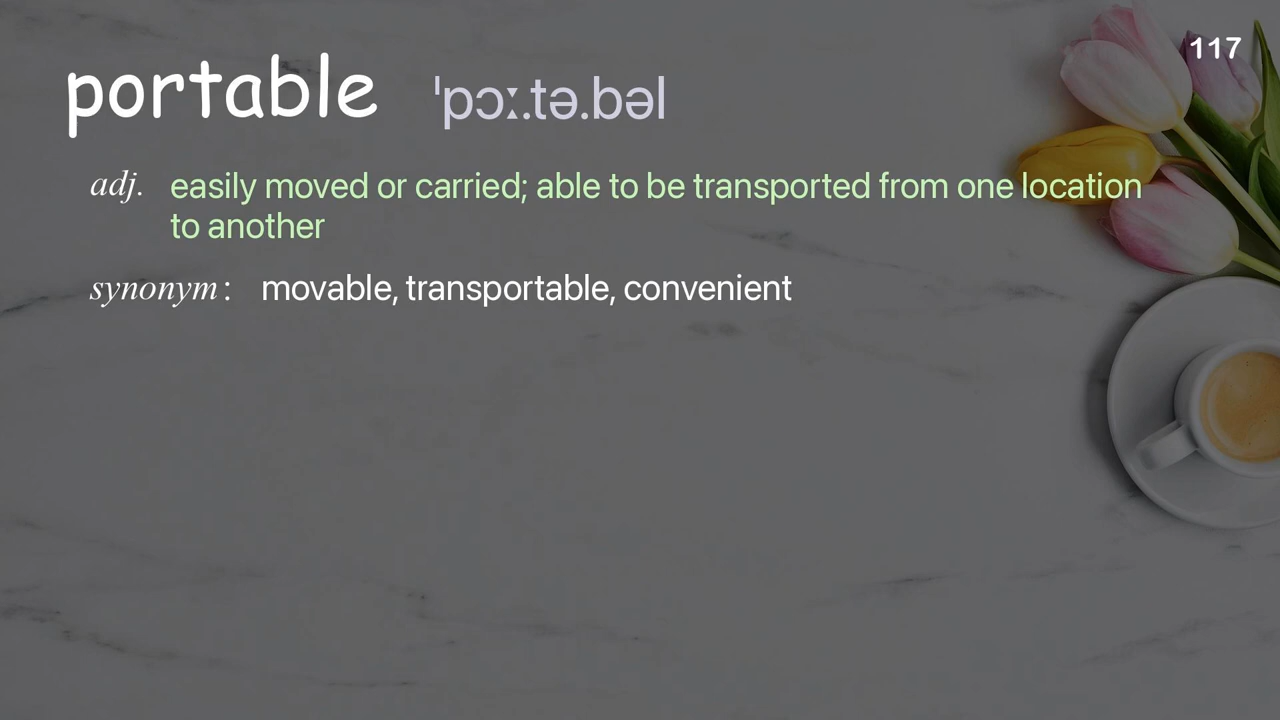 117
portable ˈpɔː.tə.bəl
adj. easily moved or carried; able to be transported from one location
to another
synonym : movable, transportable, convenient